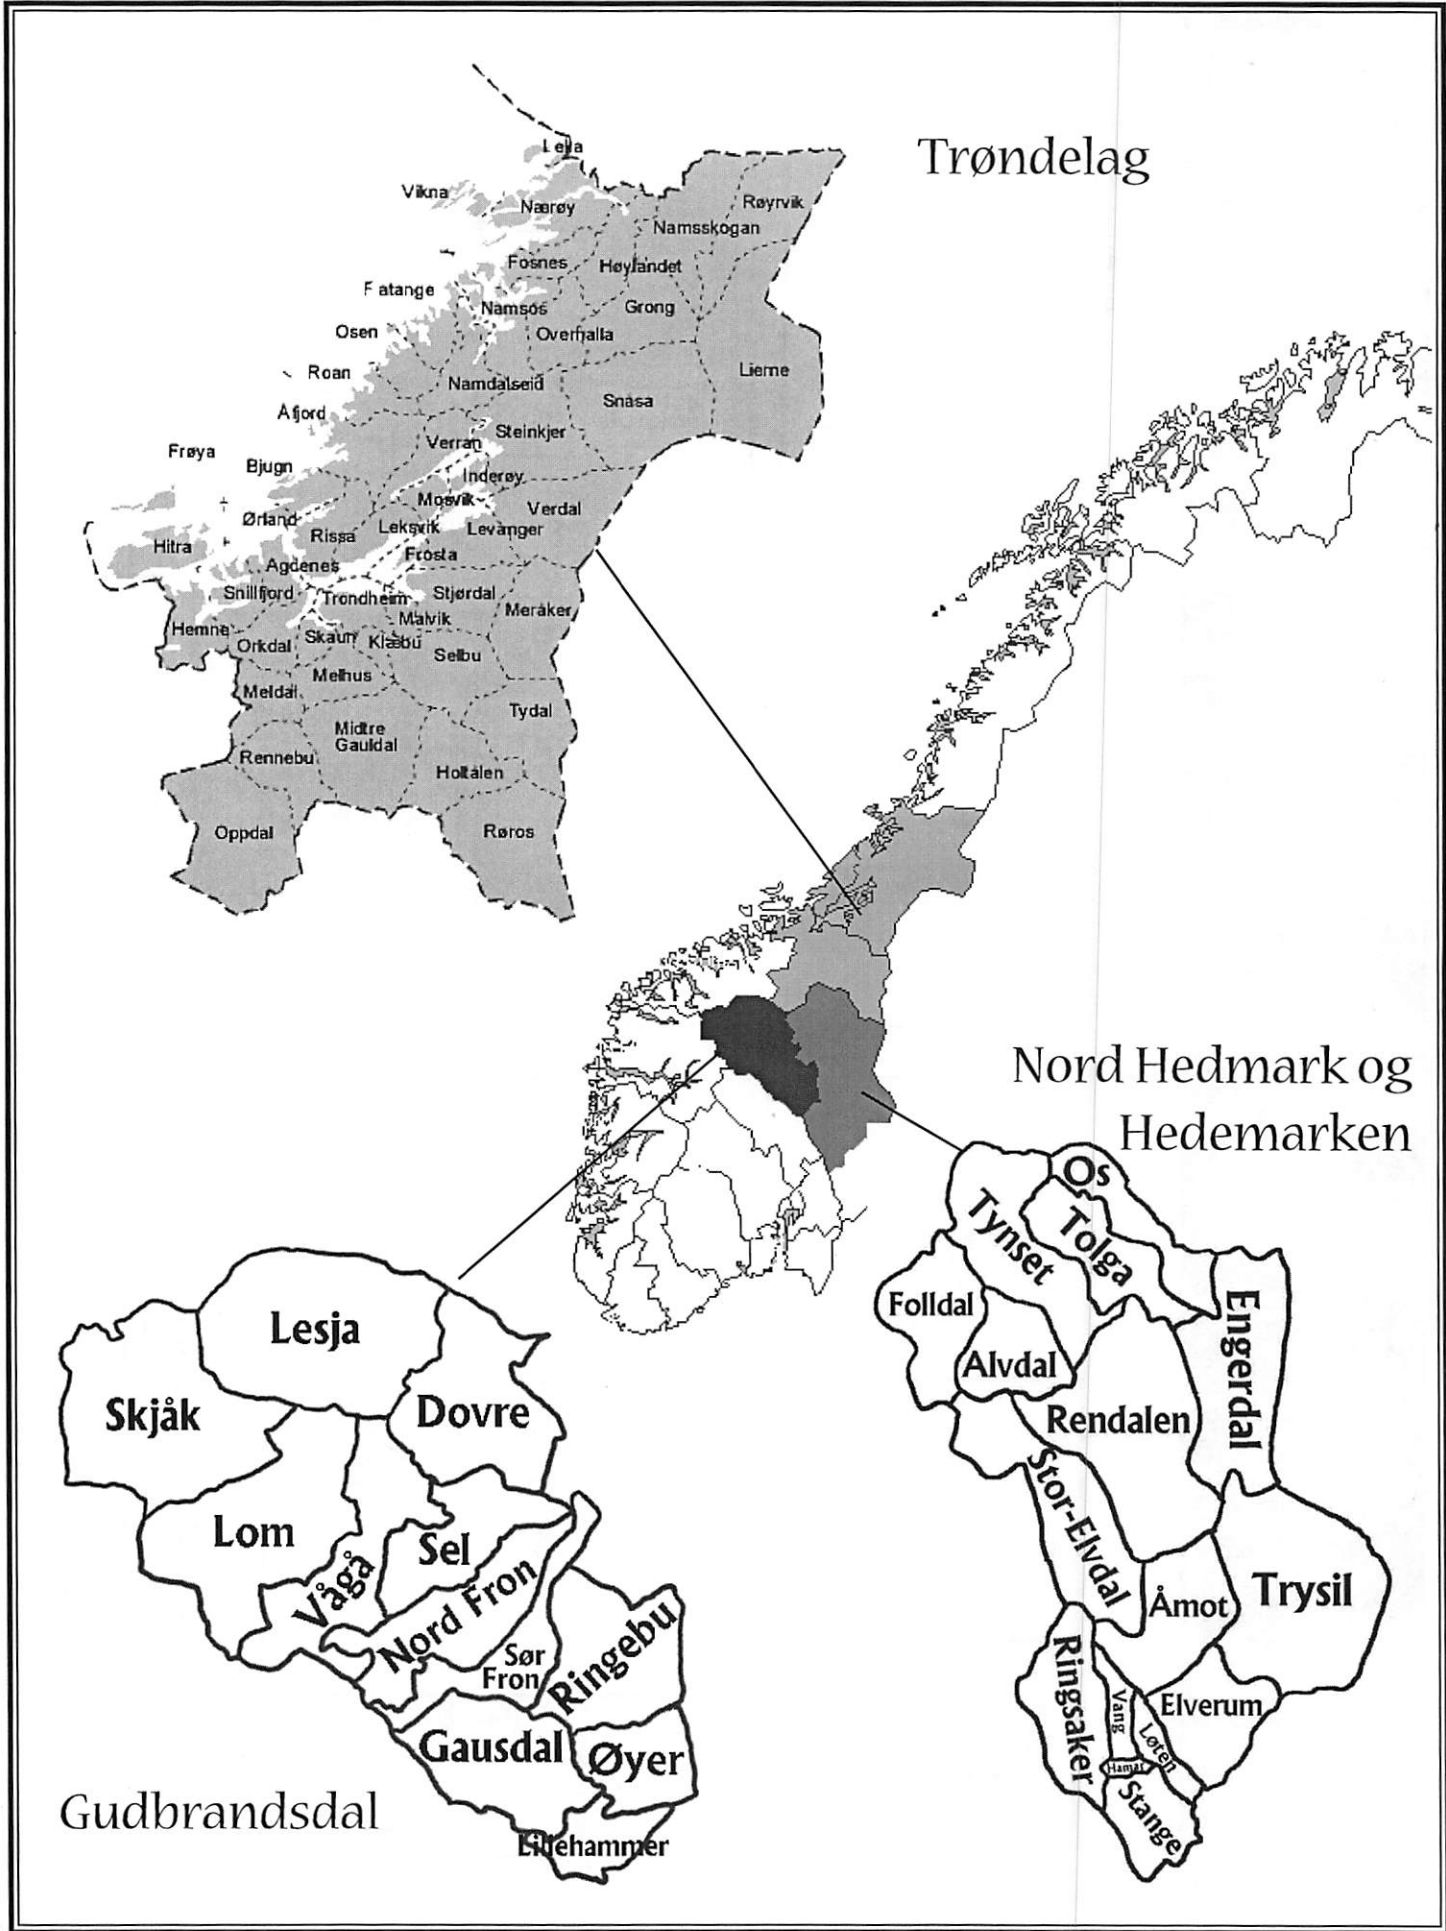 Trøndelag
Leka
Vikna
Nærøy
Røyrvik
Namsskogan
Fosnes
Høylandet
F atange
Namsos
Grong
Osen
Overhalla
Roan
Lierne
Namdalseid
Snåsa
Åfjord
Steinkjer
Verran
Frøya
Bjugn
Inderøy
Mosvik
Verdal
Ørland
Leksvik
Levanger
Rissa
Hitra
Frosta
Agdenes
Snillfjord
Trondheim
Stjørdal
Meråker
Malvik
Hemne
Skaun
Klæbu
Orkdal
Selbu
Melhus
Meldal
Tydal
Midtre
Gauldal
Rennebu
Holtålen
Oppdal
Røros
Nord Hedmark og
Hedemarken
Os
Tynset
Tolga
Folldal
Engerdal
Alvdal
Rendalen
Stor-Elvdal
Trysil
Åmot
Ringsaker
Vang
Elverum
Løten
Hamar
Stange
Lesja
Skjåk
Dovre
Lom
Sel
Vågå
Nord Fron
Sør
Fron
Ringebu
Gausdal
Øyer
Lillehammer
Gudbrandsdal